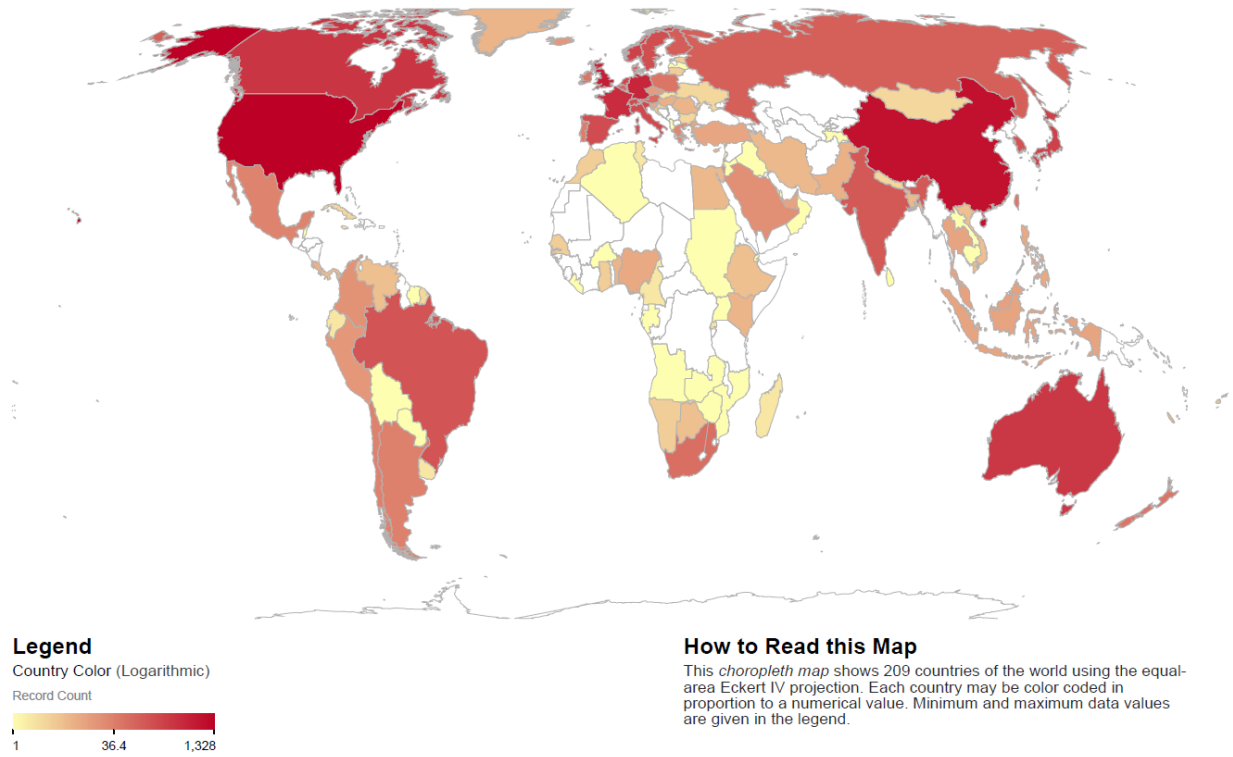 Legend
Country Color (Logarithmic)
Record Count
1 36.4 1,328
How to Read this Map
This choropleth map shows 209 countries of the world using the equal-
area Eckert IV projection. Each country may be color coded in
proportion to a numerical value. Minimum and maximum data values
are given in the legend.